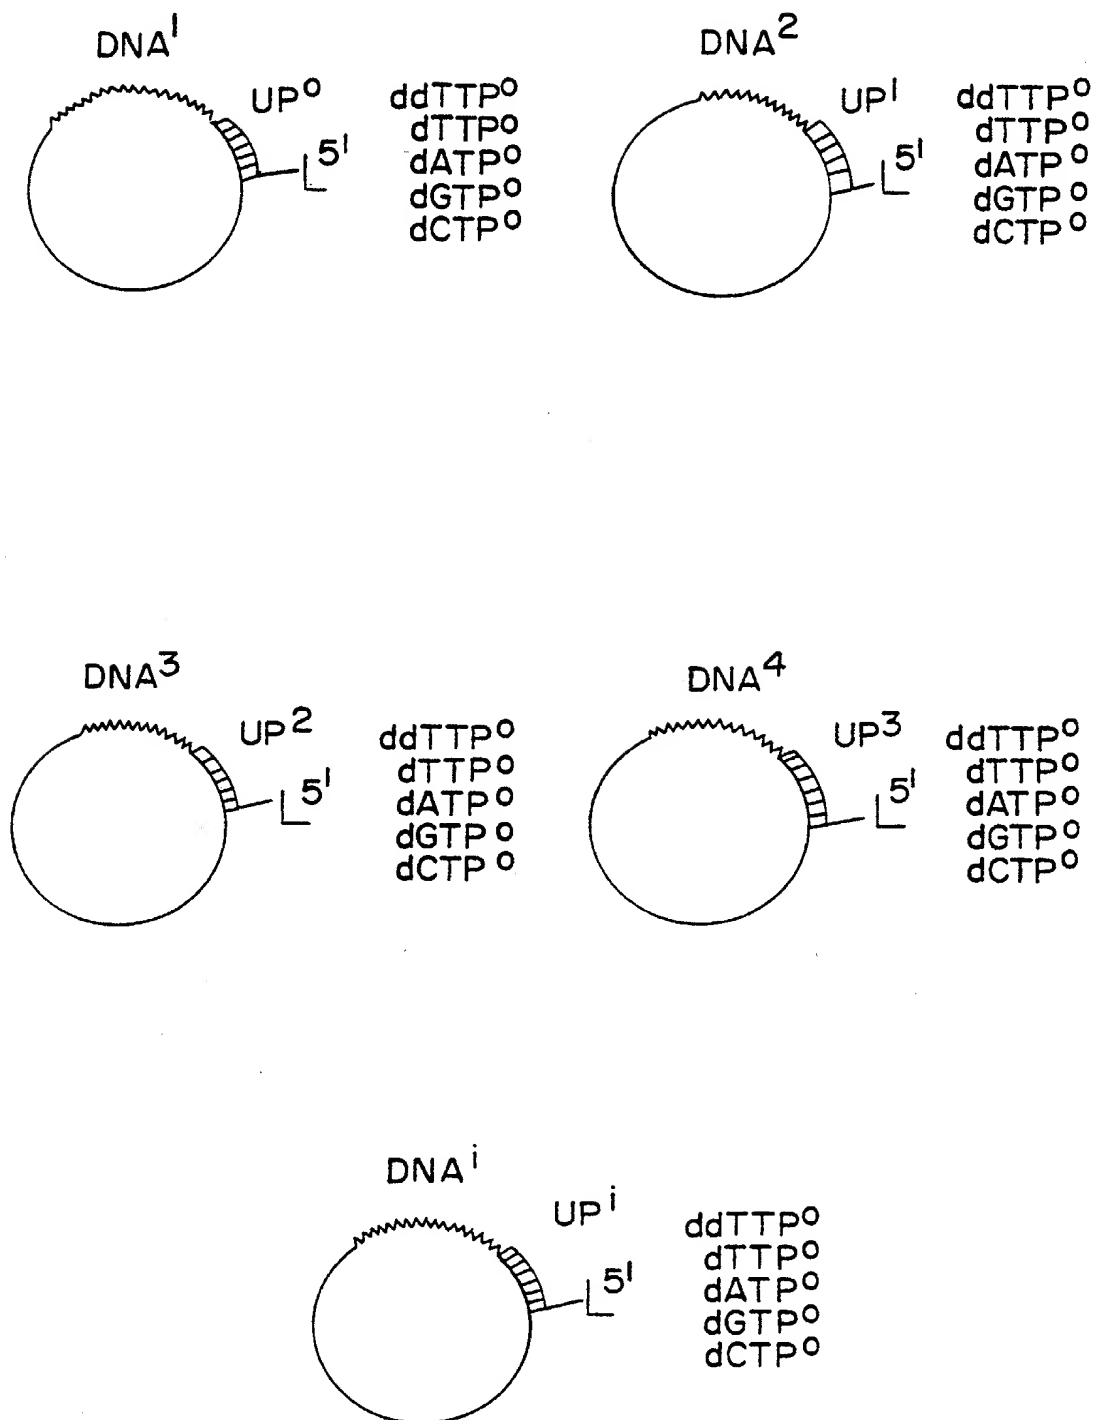 DNA¹
UP⁰
5'
ddTTP⁰
dTTP⁰
dATP⁰
dGTP⁰
dCTP⁰
DNA²
UP¹
5'
ddTTP⁰
dTTP⁰
dATP⁰
dGTP⁰
dCTP⁰
DNA³
UP²
5'
ddTTP⁰
dTTP⁰
dATP⁰
dGTP⁰
dCTP⁰
DNA⁴
UP³
5'
ddTTP⁰
dTTP⁰
dATP⁰
dGTP⁰
dCTP⁰
DNAⁱ
UPⁱ
5'
ddTTP⁰
dTTP⁰
dATP⁰
dGTP⁰
dCTP⁰